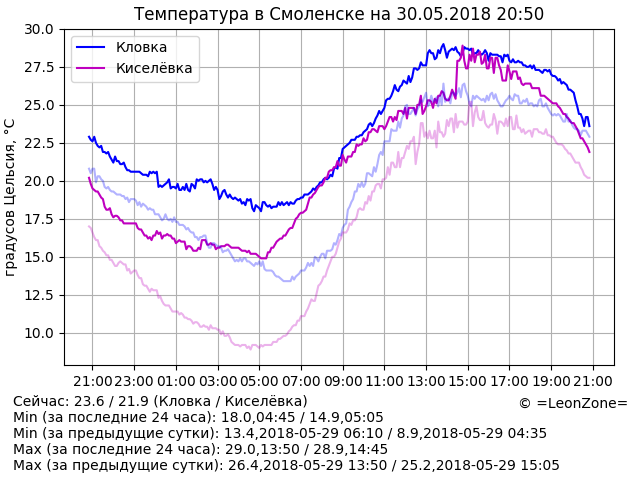 Температура в Смоленске на 30.05.2018 20:50
градусов Цельсия, °C
30.0
27.5
25.0
22.5
20.0
17.5
15.0
12.5
10.0
Кловка
Киселёвка
21:00 23:00 01:00 03:00 05:00 07:00 09:00 11:00 13:00 15:00 17:00 19:00 21:00
Сейчас: 23.6 / 21.9 (Кловка / Киселёвка)
© =LeonZone=
Min (за последние 24 часа): 18.0,04:45 / 14.9,05:05
Min (за предыдущие сутки): 13.4,2018-05-29 06:10 / 8.9,2018-05-29 04:35
Max (за последние 24 часа): 29.0,13:50 / 28.9,14:45
Max (за предыдущие сутки): 26.4,2018-05-29 13:50 / 25.2,2018-05-29 15:05